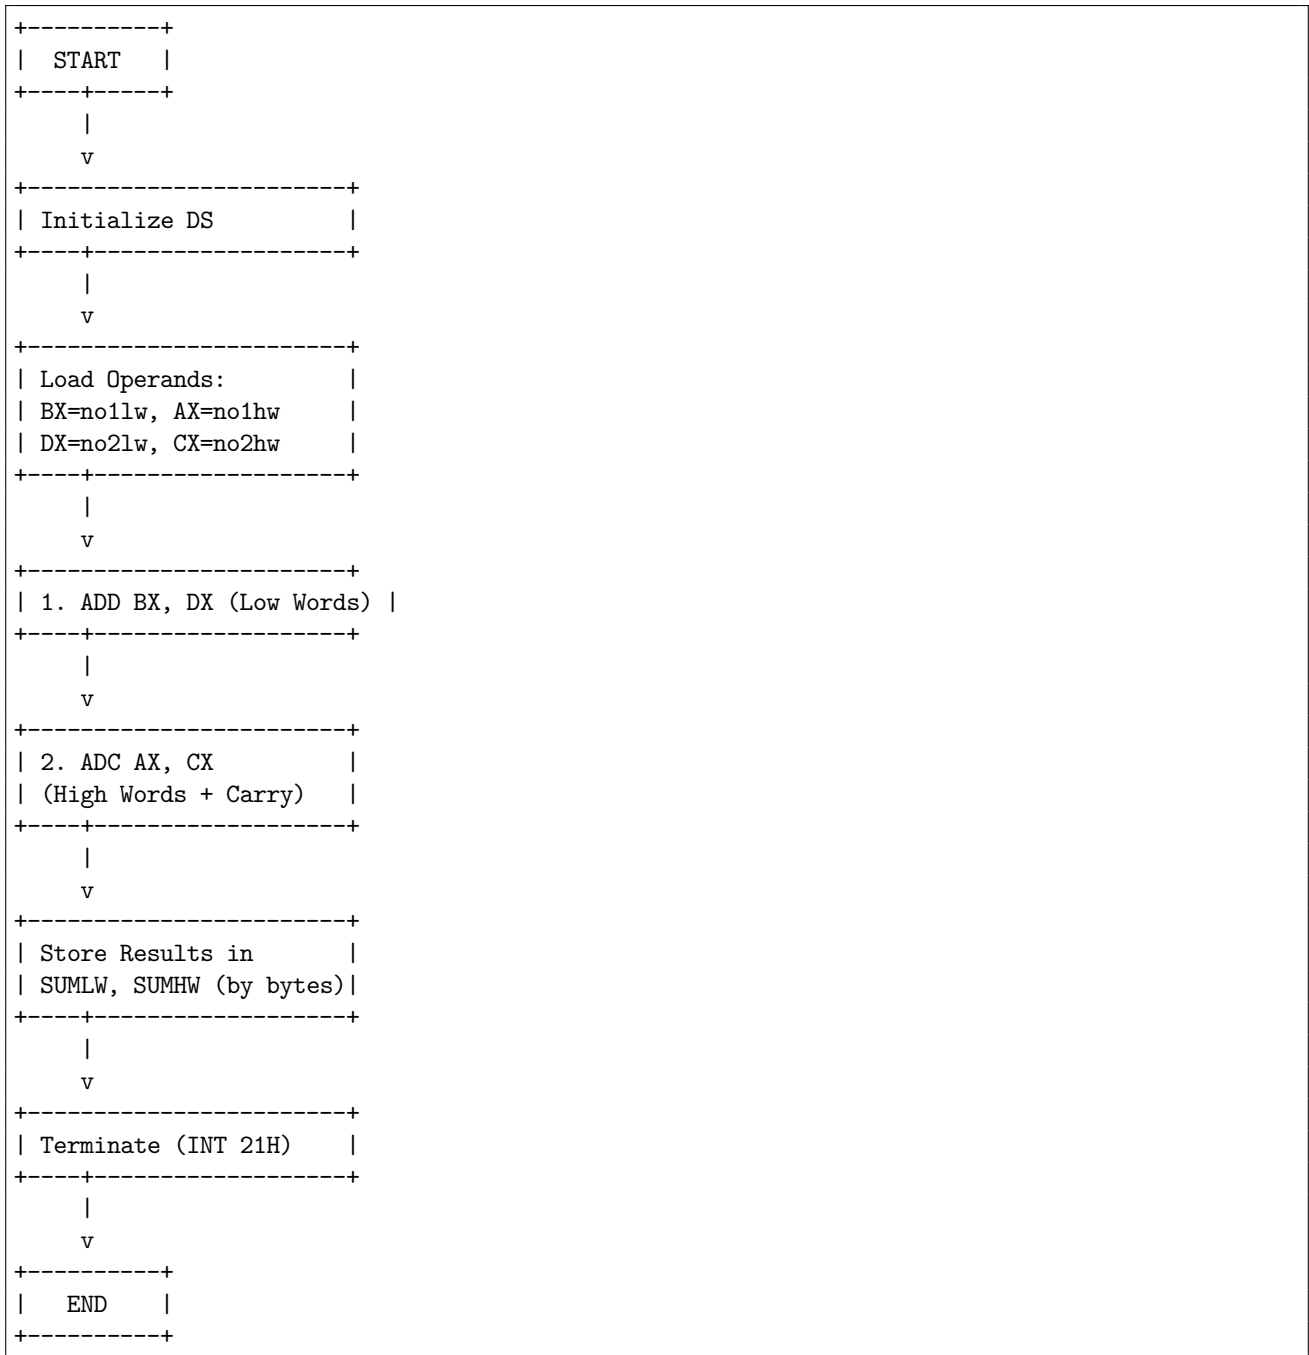 +----------+
|  START   |
+----+-----+
     |
     v
+------------------------+
| Initialize DS          |
+----+-------------------+
     |
     v
+------------------------+
| Load Operands:         |
| BX=no1lw, AX=no1hw     |
| DX=no2lw, CX=no2hw     |
+----+-------------------+
     |
     v
+------------------------+
| 1. ADD BX, DX (Low Words) |
+----+-------------------+
     |
     v
+------------------------+
| 2. ADC AX, CX          |
| (High Words + Carry)   |
+----+-------------------+
     |
     v
+------------------------+
| Store Results in       |
| SUMLW, SUMHW (by bytes)|
+----+-------------------+
     |
     v
+------------------------+
| Terminate (INT 21H)    |
+----+-------------------+
     |
     v
+----------+
|   END    |
+----------+